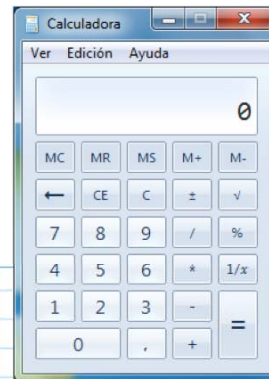 Calculadora
Ver Edición Ayuda
0
MC MR MS M+ M-
← CE C ± √
7 8 9 / %
4 5 6 * 1/x
1 2 3 - =
0 , +